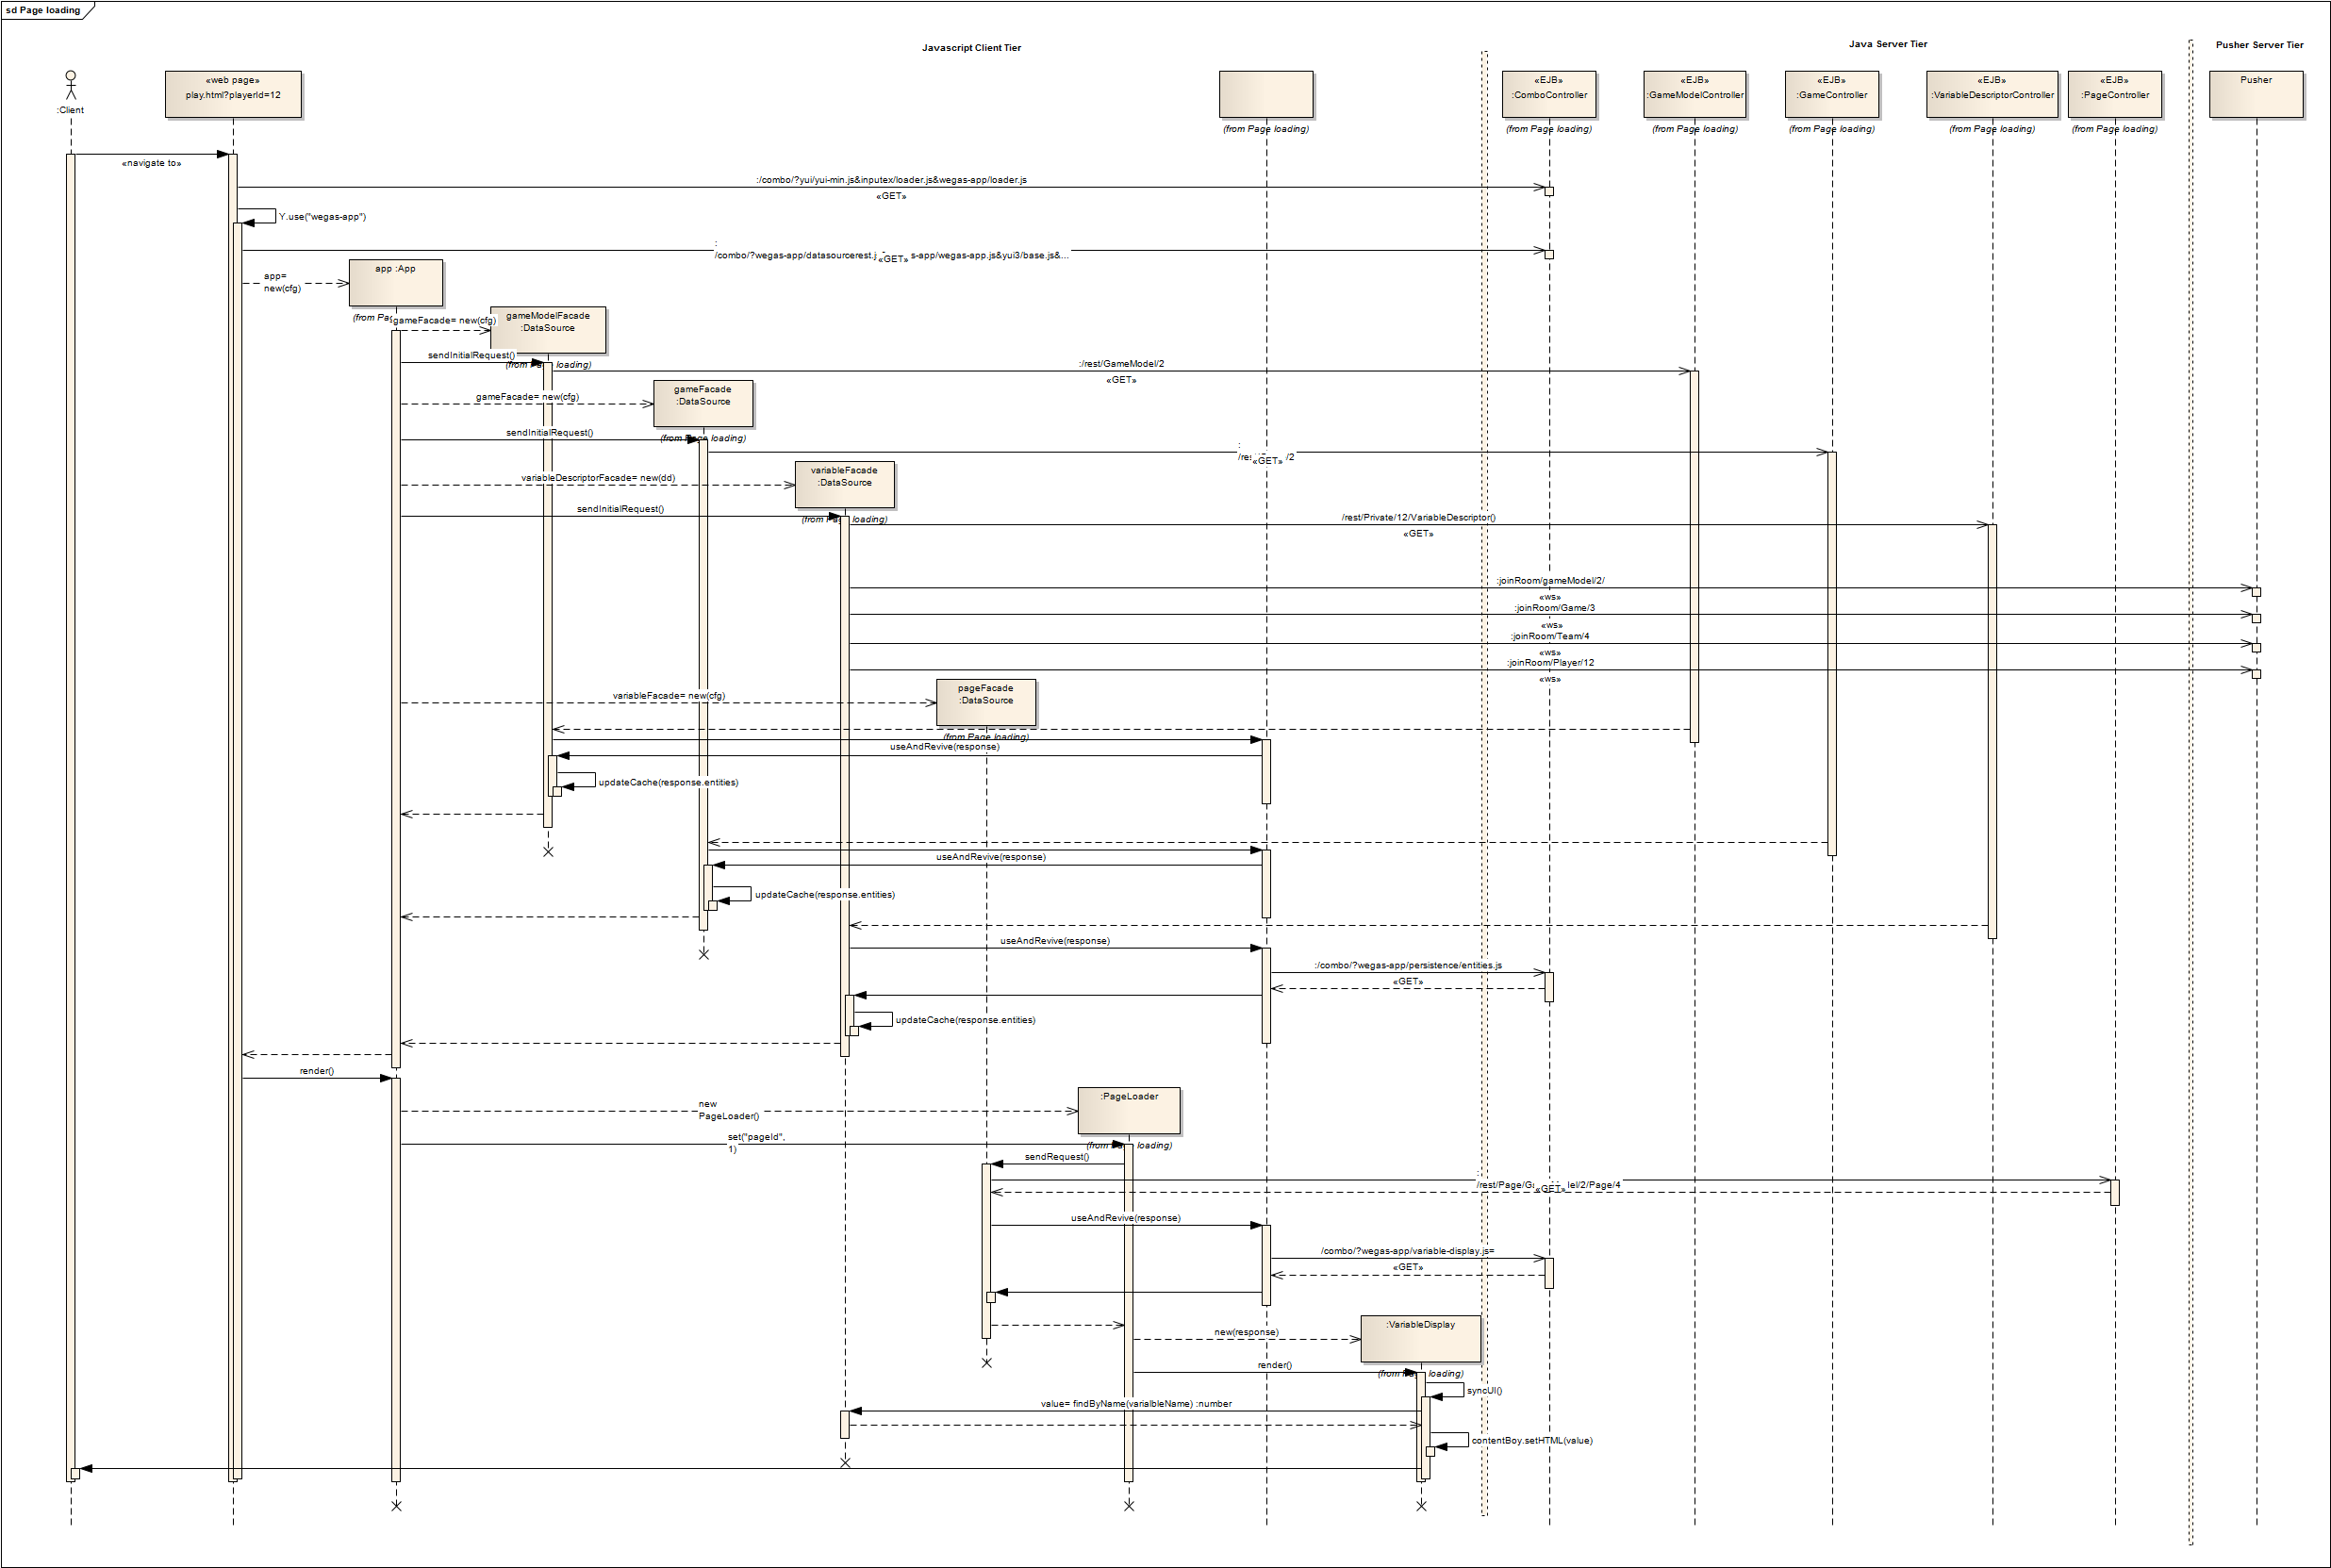 sd Page loading
Javascript Client Tier
Java Server Tier
Pusher Server Tier
:Client
«web page»
play.html?playerId=12
(from Page loading)
«EJB»
:ComboController
(from Page loading)
«EJB»
:GameModelController
(from Page loading)
«EJB»
:GameController
(from Page loading)
«EJB»
:VariableDescriptorController
(from Page loading)
«EJB»
:PageController
(from Page loading)
Pusher
«navigate to»
:/combo/?yui/yui-min.js&inputex/loader.js&wegas-app/loader.js
«GET»
Y.use("wegas-app")
:
/combo/?wegas-app/datasourcerest.j s-app/wegas-app.js&yui3/base.js&...
«GET»
app=
new(cfg)
app :App
(from Pa
gameFacade= new(cfg)
gameModelFacade
:DataSource
sendInitialRequest()
(from Pa loading)
:/rest/GameModel/2
«GET»
gameFacade
:DataSource
gameFacade= new(cfg)
sendInitialRequest()
(from Page loading)
:
/res /2
«GET»
variableFacade
:DataSource
variableDescriptorFacade= new(dd)
sendInitialRequest()
(from Pa loading)
/rest/Private/12/VariableDescriptor()
«GET»
:joinRoom/gameModel/2/
«ws»
:joinRoom/Game/3
«ws»
:joinRoom/Team/4
«ws»
:joinRoom/Player/12
«ws»
pageFacade
:DataSource
variableFacade= new(cfg)
(from Page loading)
useAndRevive(response)
updateCache(response.entities)
useAndRevive(response)
updateCache(response.entities)
useAndRevive(response)
:/combo/?wegas-app/persistence/entities.js
«GET»
updateCache(response.entities)
render()
:PageLoader
new
PageLoader()
set("pageId",
1)
(from loading)
sendRequest()
:
/rest/Page/Ga lel/2/Page/4
«GET»
useAndRevive(response)
/combo/?wegas-app/variable-display.js=
«GET»
:VariableDisplay
new(response)
render()
(from loading)
syncUI()
value= findByName(varialbleName) :number
contentBoy.setHTML(value)